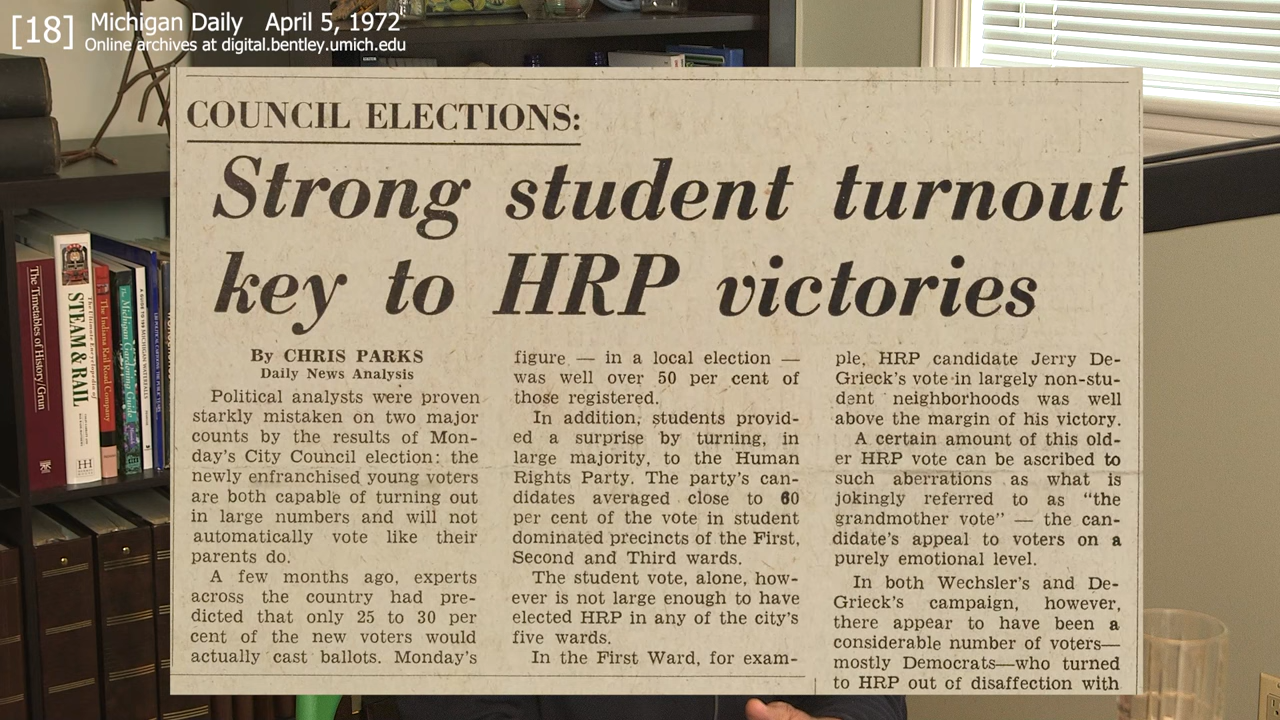 [18] Michigan Daily April 5, 1972
Online archives at digital.bentley.umich.edu
COUNCIL ELECTIONS:
Strong student turnout
key to HRP victories
By CHRIS PARKS
Daily News Analysis
Political analysts were proven
starkly mistaken on two major
counts by the results of Mon-
day's City Council election: the
newly enfranchised young voters
are both capable of turning out
in large numbers and will not
automatically vote like their
parents do.
A few months ago, experts
across the country had pre-
dicted that only 25 to 30 per
cent of the new voters would
actually cast ballots. Monday's
figure — in a local election —
was well over 50 per cent of
those registered.
In addition, students provid-
ed a surprise by turning, in
large majority, to the Human
Rights Party. The party's can-
didates averaged close to 60
per cent of the vote in student
dominated precincts of the First,
Second and Third wards.
The student vote, alone, how-
ever is not large enough to have
elected HRP in any of the city's
five wards.
In the First Ward, for exam-
ple, HRP candidate Jerry De-
Grieck's vote in largely non-stu-
dent neighborhoods was well
above the margin of his victory.
A certain amount of this old-
er HRP vote can be ascribed to
such aberrations as what is
jokingly referred to as "the
grandmother vote" — the can-
didate's appeal to voters on a
purely emotional level.
In both Wechsler's and De-
Grieck's campaign, however,
there appear to have been a
considerable number of voters—
mostly Democrats—who turned
to HRP out of disaffection with
The Timetables of History/Grun
STEAM & RAIL
The Indiana Rail Road Company